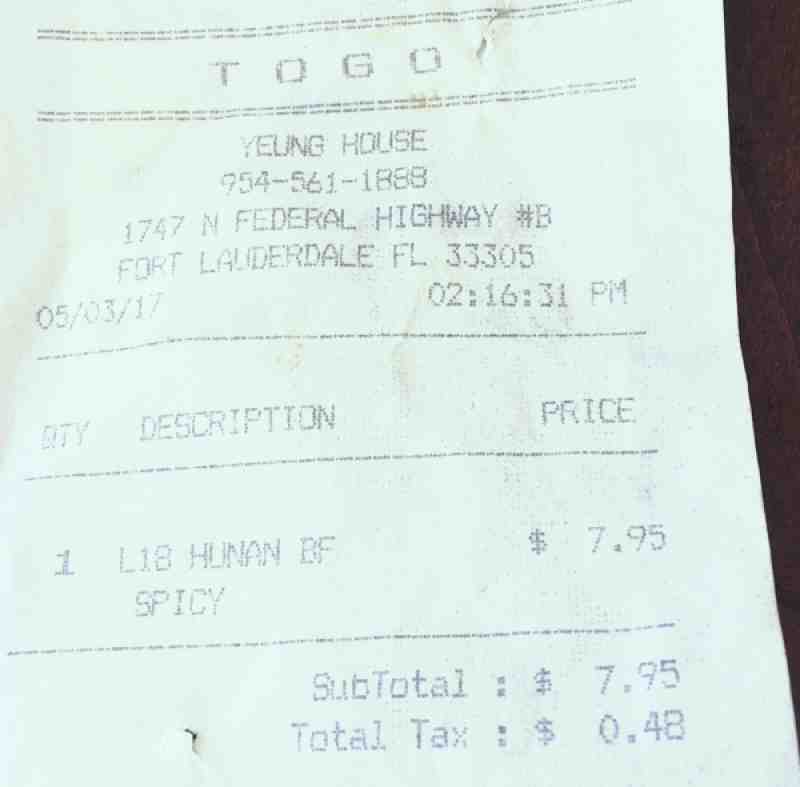 T O G O
YEUNG HOUSE
954-561-1888
1747 N FEDERAL HIGHWAY #B
FORT LAUDERDALE FL 33305
05/03/17 02:16:31 PM
QTY DESCRIPTION PRICE
1 L18 HUNAN BF $ 7.95
SPICY
SubTotal : $ 7.95
Total Tax : $ 0.48